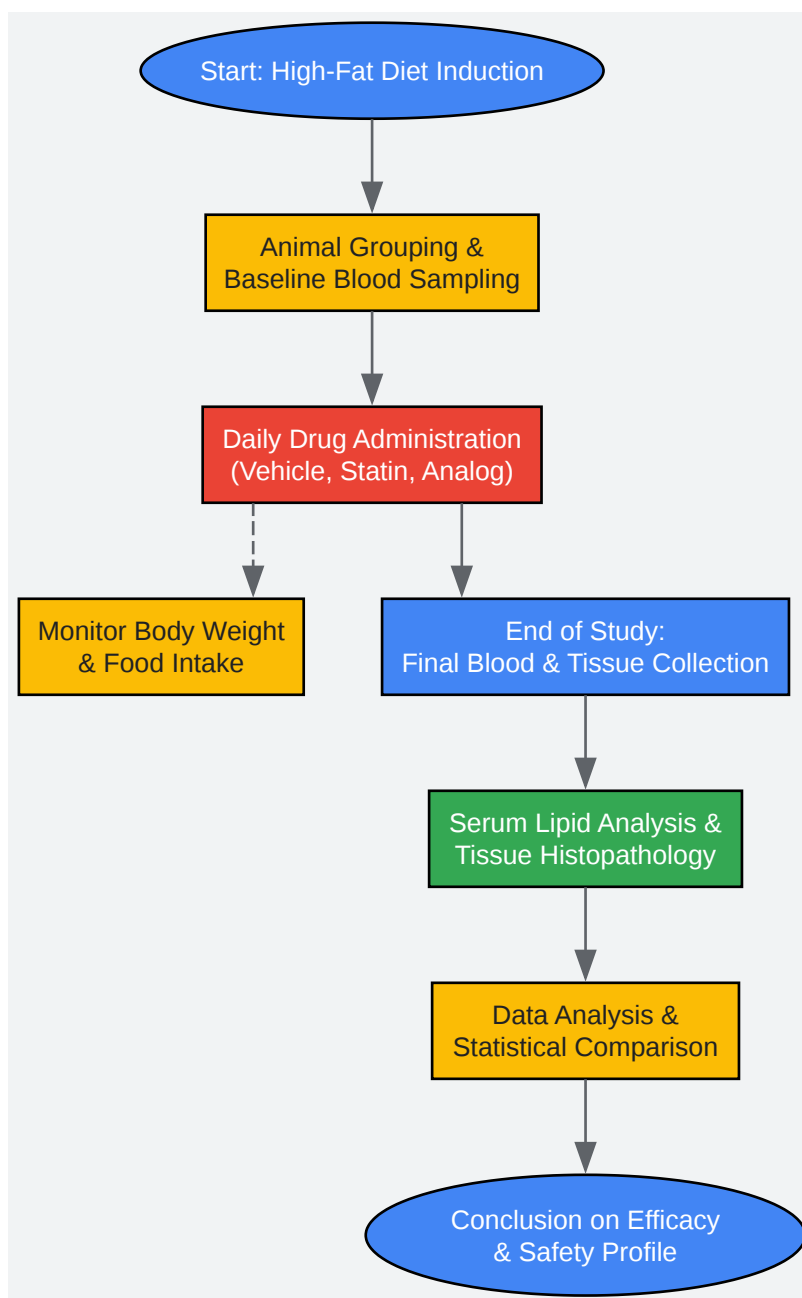 Start: High-Fat Diet Induction
Animal Grouping &
Baseline Blood Sampling
Daily Drug Administration
(Vehicle, Statin, Analog)
Monitor Body Weight
& Food Intake
End of Study:
Final Blood & Tissue Collection
Serum Lipid Analysis &
Tissue Histopathology
Data Analysis &
Statistical Comparison
Conclusion on Efficacy
& Safety Profile